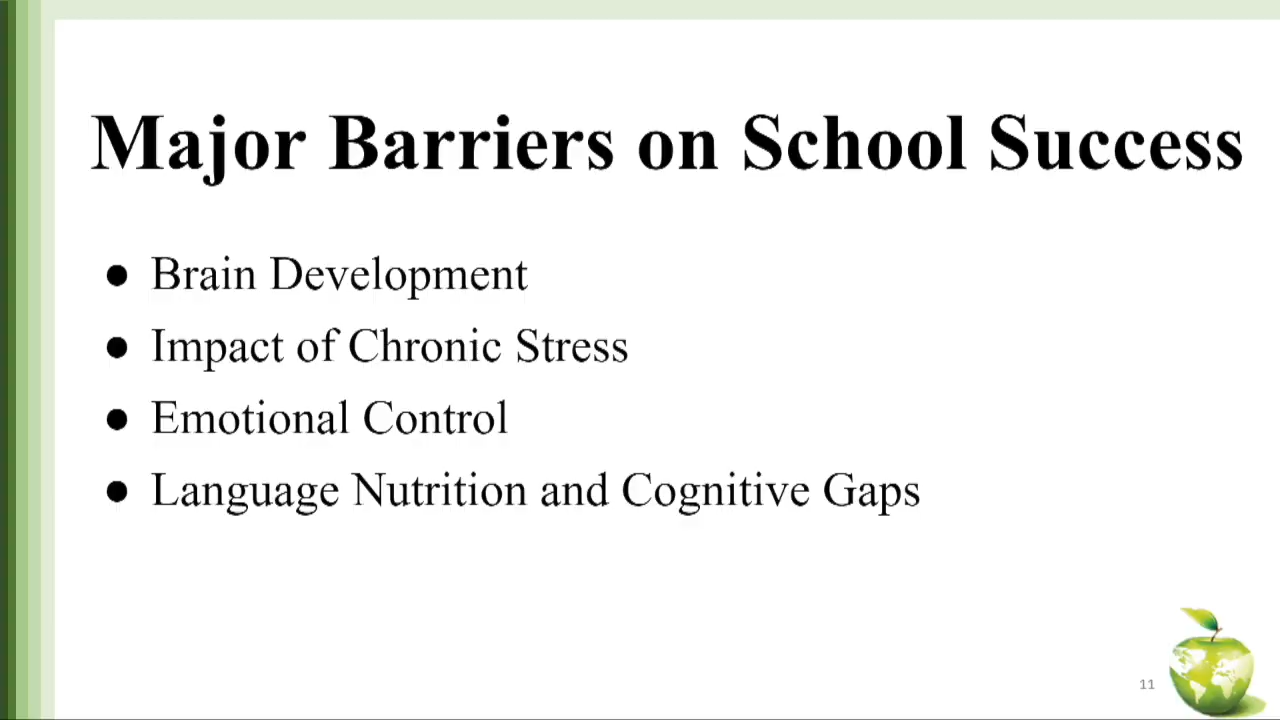 Major Barriers on School Success
● Brain Development
● Impact of Chronic Stress
● Emotional Control
● Language Nutrition and Cognitive Gaps
11